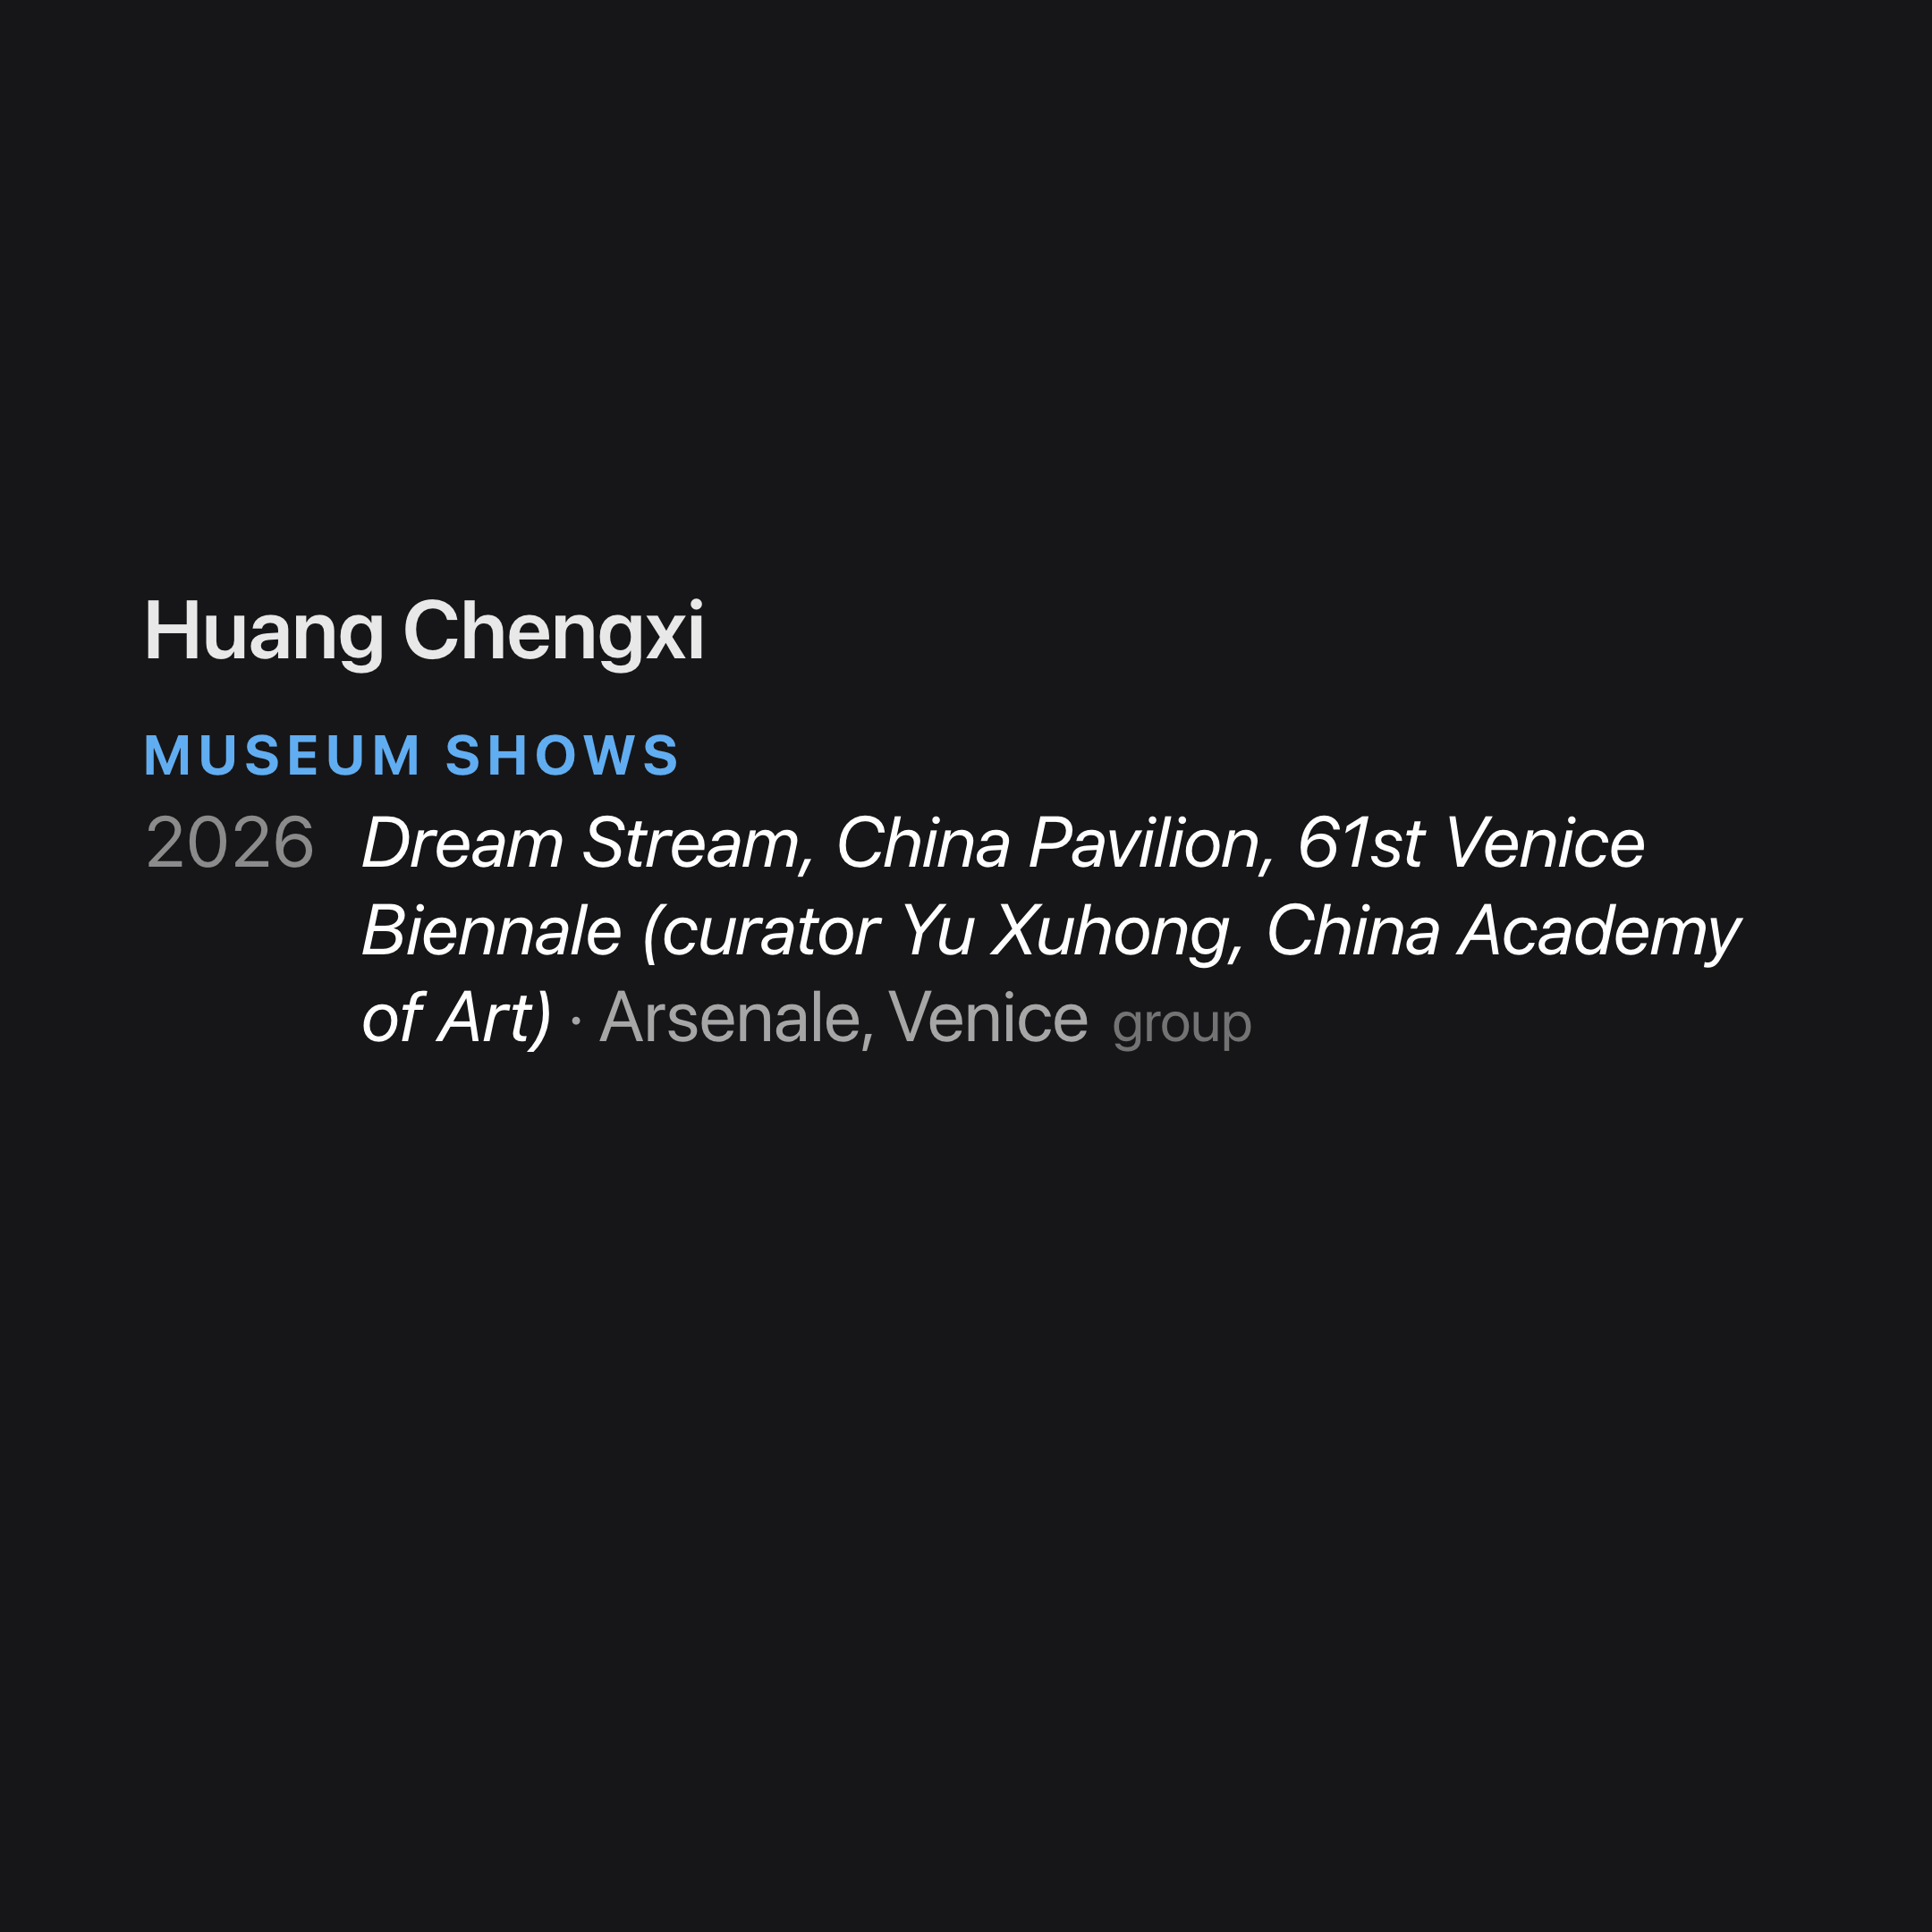 Huang Chengxi
MUSEUM SHOWS
2026 Dream Stream, China Pavilion, 61st Venice
Biennale (curator Yu Xuhong, China Academy
of Art) · Arsenale, Venice group